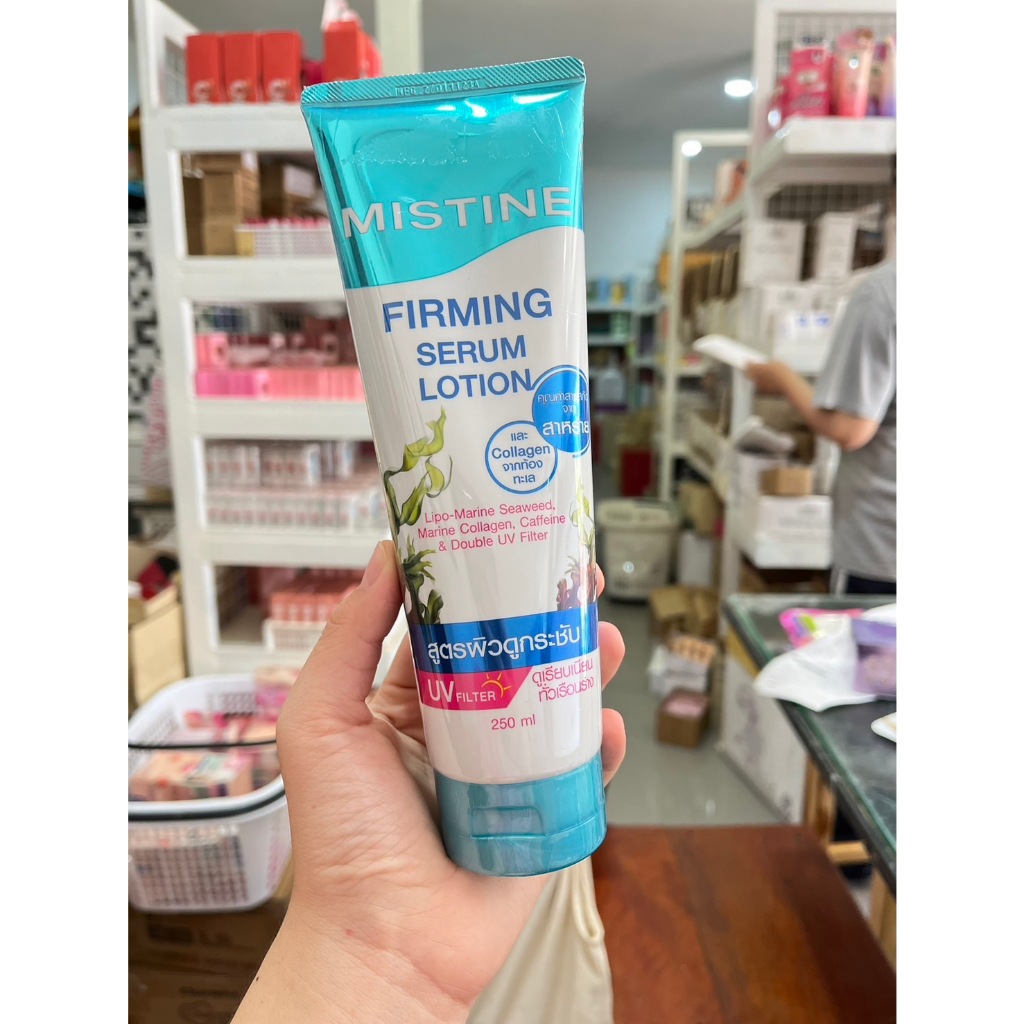 MISTINE
FIRMING
SERUM
LOTION
จาก
สาหร่าย
และ
Collagen
จากท้อง
ทะเล
Lipo-Marine Seaweed,
Marine Collagen, Caffeine
& Double UV Filter
สูตรผิวดูกระชับ
UV FILTER
ดูเรียบเนียน
ทั่วเรือนร่าง
250 ml